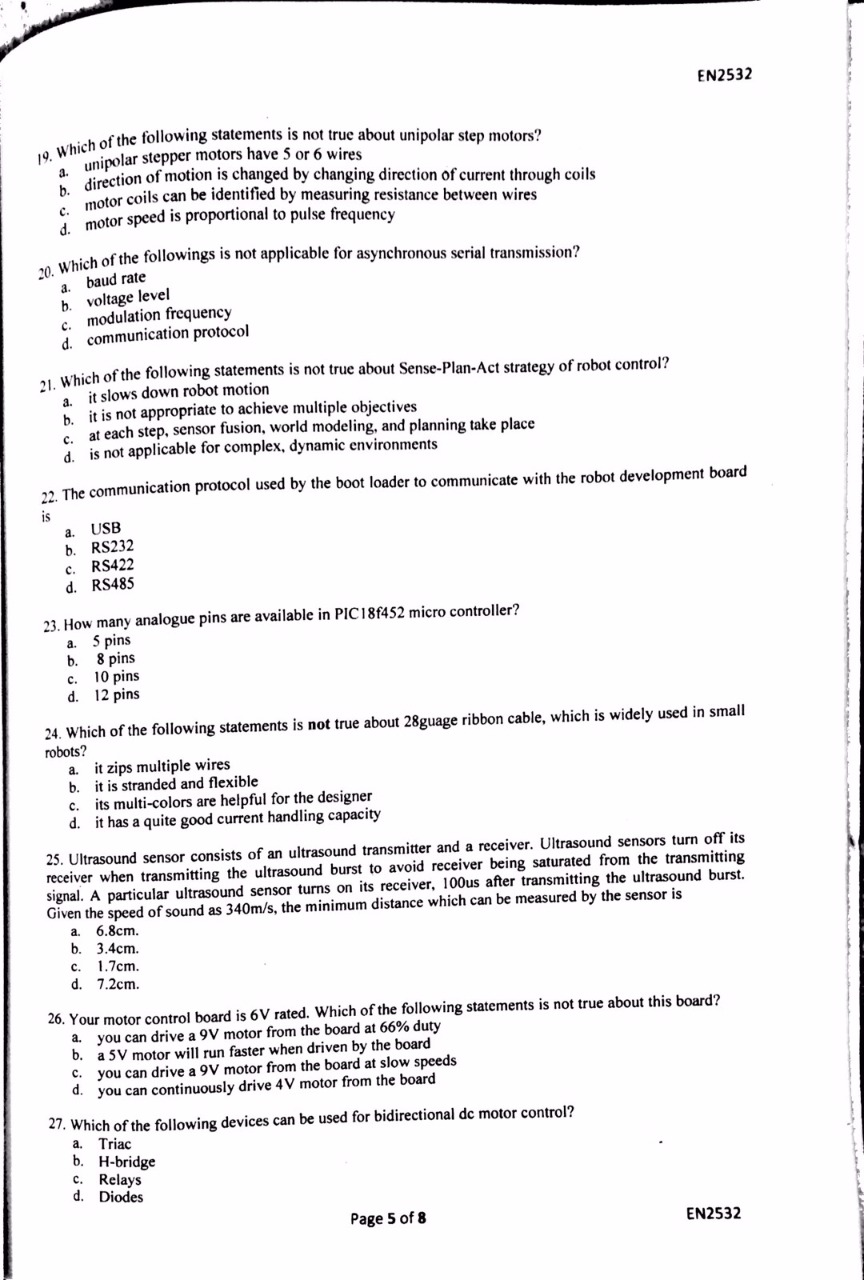 EN2532
19. Which of the following statements is not true about unipolar step motors?
a. unipolar stepper motors have 5 or 6 wires
b. direction of motion is changed by changing direction of current through coils
c. motor coils can be identified by measuring resistance between wires
d. motor speed is proportional to pulse frequency
20. Which of the followings is not applicable for asynchronous serial transmission?
a. baud rate
b. voltage level
c. modulation frequency
d. communication protocol
21. Which of the following statements is not true about Sense-Plan-Act strategy of robot control?
a. it slows down robot motion
b. it is not appropriate to achieve multiple objectives
c. at each step, sensor fusion, world modeling, and planning take place
d. is not applicable for complex, dynamic environments
22. The communication protocol used by the boot loader to communicate with the robot development board
is
a. USB
b. RS232
c. RS422
d. RS485
23. How many analogue pins are available in PIC18f452 micro controller?
a. 5 pins
b. 8 pins
c. 10 pins
d. 12 pins
24. Which of the following statements is not true about 28guage ribbon cable, which is widely used in small
robots?
a. it zips multiple wires
b. it is stranded and flexible
c. its multi-colors are helpful for the designer
d. it has a quite good current handling capacity
25. Ultrasound sensor consists of an ultrasound transmitter and a receiver. Ultrasound sensors turn off its
receiver when transmitting the ultrasound burst to avoid receiver being saturated from the transmitting
signal. A particular ultrasound sensor turns on its receiver, 100us after transmitting the ultrasound burst.
Given the speed of sound as 340m/s, the minimum distance which can be measured by the sensor is
a. 6.8cm.
b. 3.4cm.
c. 1.7cm.
d. 7.2cm.
26. Your motor control board is 6V rated. Which of the following statements is not true about this board?
a. you can drive a 9V motor from the board at 66% duty
b. a 5V motor will run faster when driven by the board
c. you can drive a 9V motor from the board at slow speeds
d. you can continuously drive 4V motor from the board
27. Which of the following devices can be used for bidirectional dc motor control?
a. Triac
b. H-bridge
c. Relays
d. Diodes
Page 5 of 8
EN2532